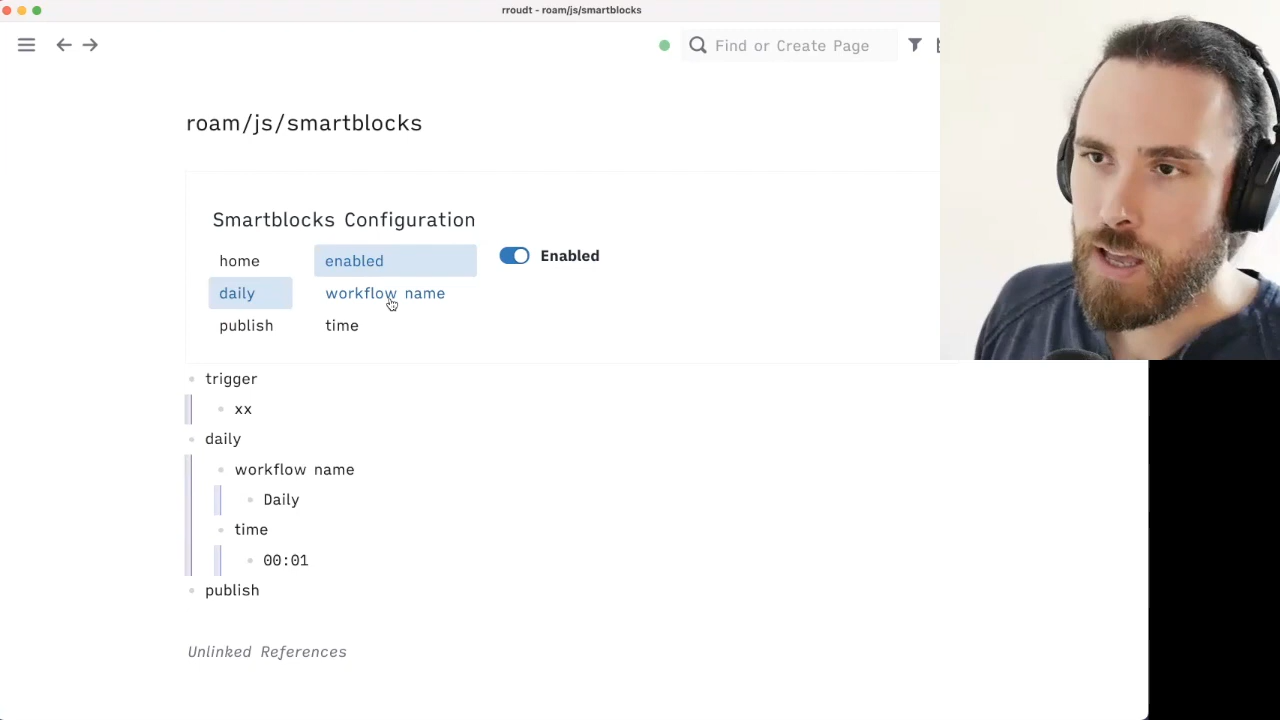 rroudt - roam/js/smartblocks
Find or Create Page
roam/js/smartblocks
Smartblocks Configuration
home
daily
publish
enabled
workflow name
time
Enabled
trigger
xx
daily
workflow name
Daily
time
00:01
publish
Unlinked References